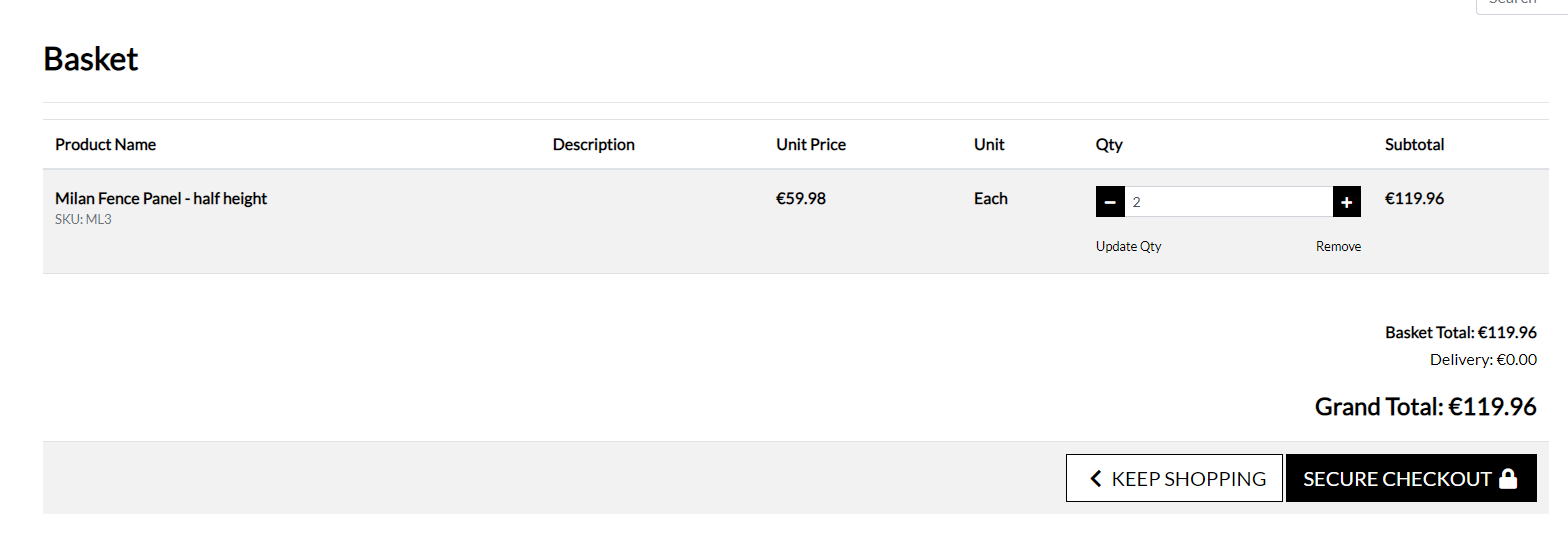 Search
Basket
Product Name Description Unit Price Unit Qty Subtotal
Milan Fence Panel - half height €59.98 Each 2 €119.96
SKU: ML3
Update Qty Remove
Basket Total: €119.96
Delivery: €0.00
Grand Total: €119.96
KEEP SHOPPING SECURE CHECKOUT